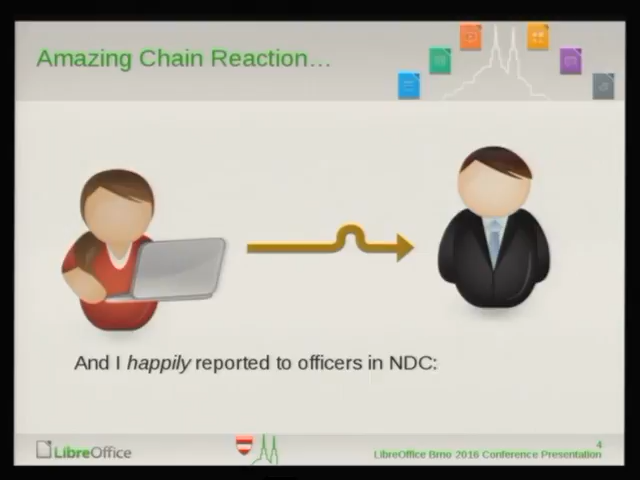 Amazing Chain Reaction...
And I happily reported to officers in NDC:
LibreOffice
4
LibreOffice Brno 2016 Conference Presentation